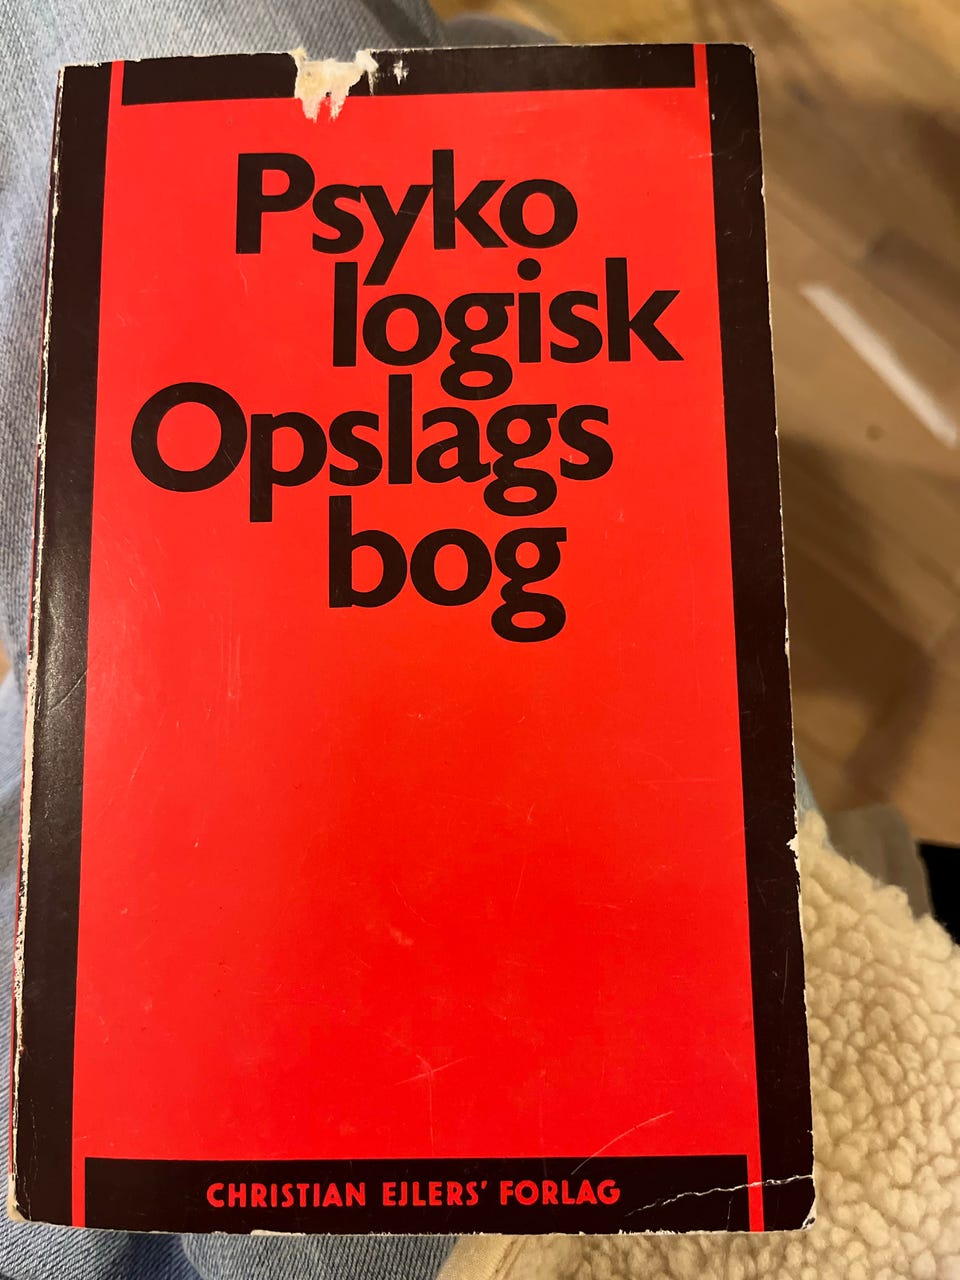 Psyko
logisk
Opslags
bog
CHRISTIAN EJLERS' FORLAG